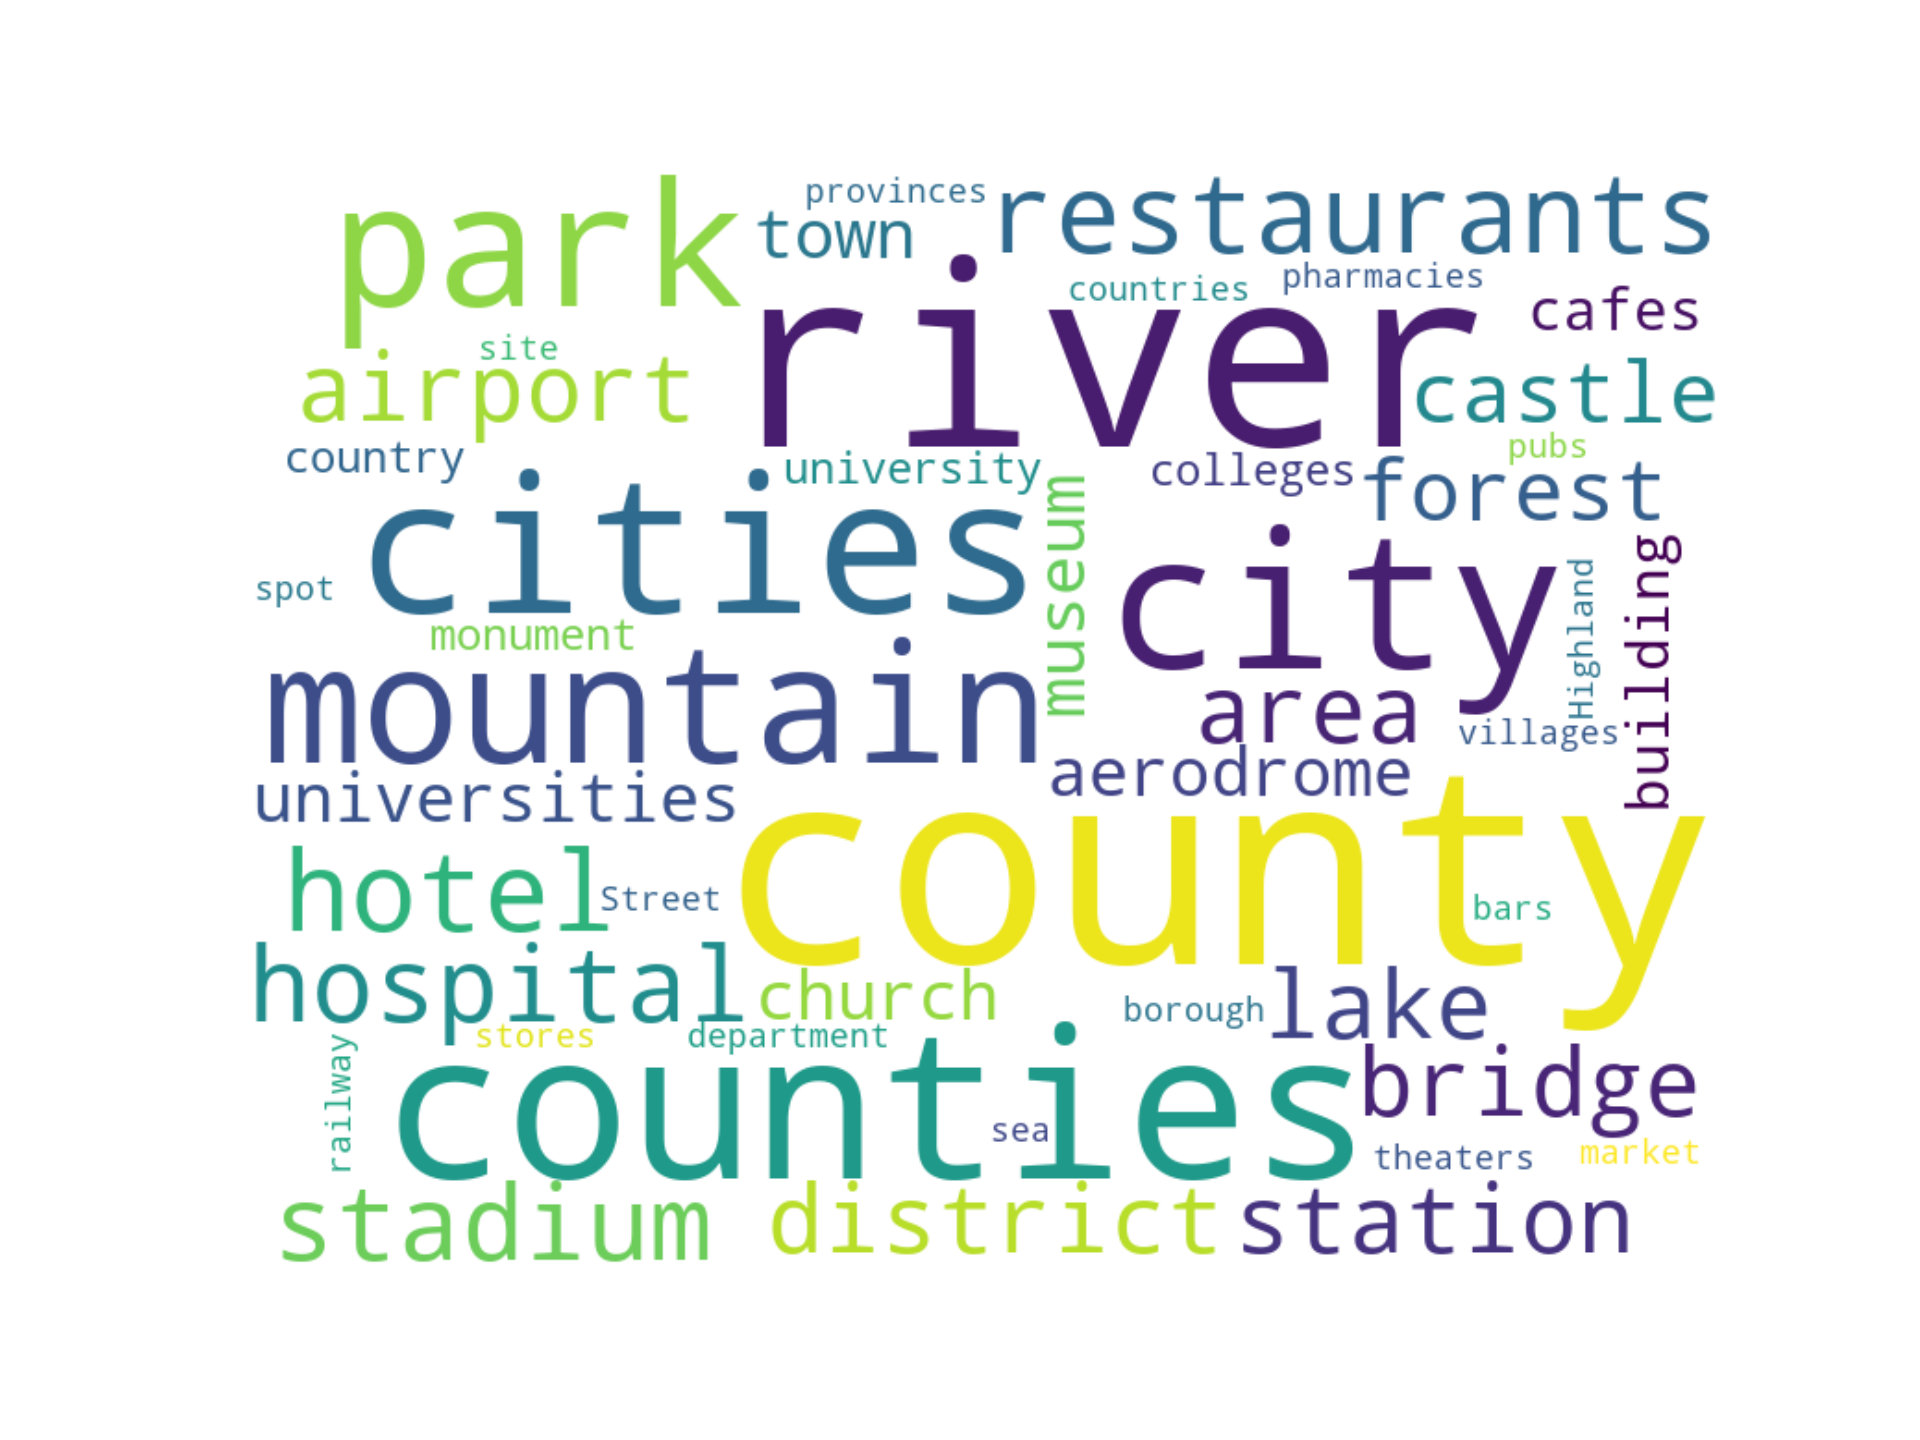 provinces
park
town
restaurants
countries
pharmacies
river
cafes
site
airport
castle
country
university
colleges
pubs
forest
cities
museum
city
spot
monument
Highland
building
mountain
area
villages
universities
aerodrome
county
hotel
Street
bars
hospital
church
borough
lake
stores
department
railway
counties
sea
bridge
theaters
market
stadium
district
station